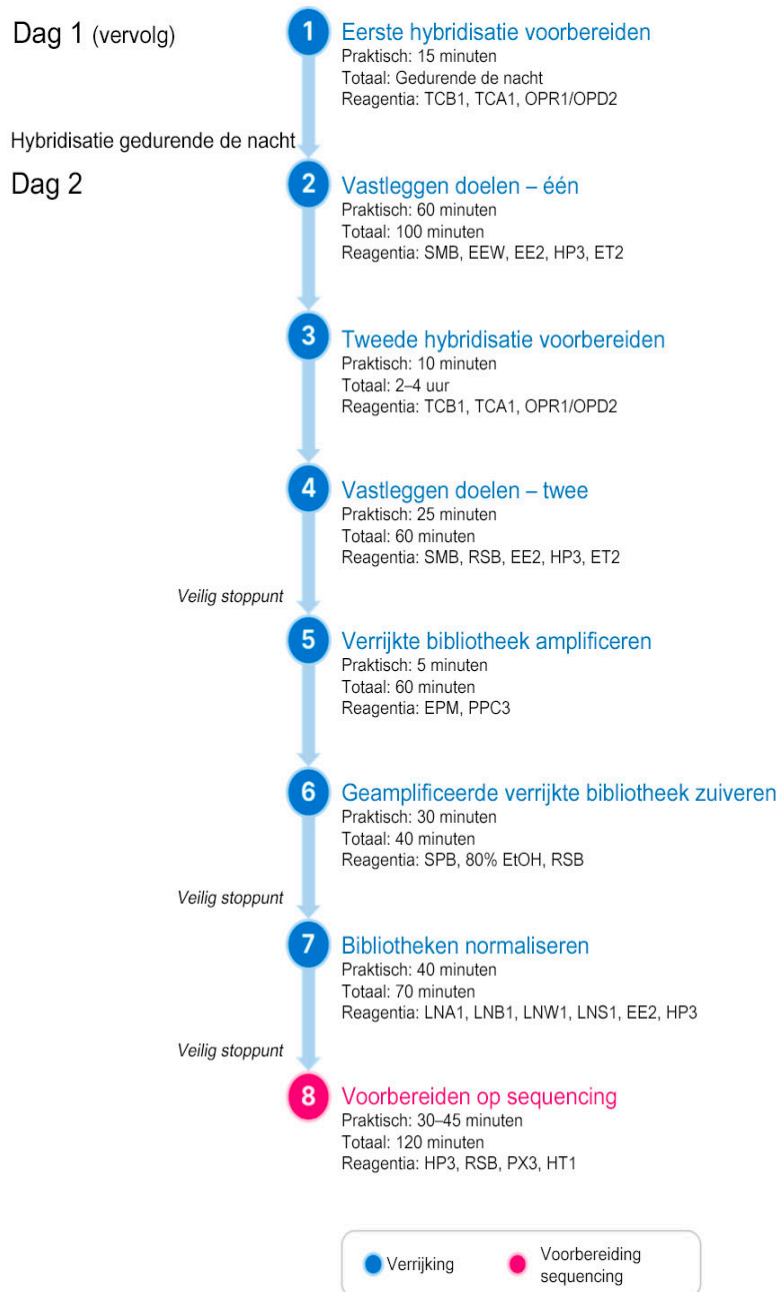 Dag 1 (vervolg)
1
Eerste hybridisatie voorbereiden
Praktisch: 15 minuten
Totaal: Gedurende de nacht
Reagentia: TCB1, TCA1, OPR1/OPD2
Hybridisatie gedurende de nacht
Dag 2
2
Vastleggen doelen – één
Praktisch: 60 minuten
Totaal: 100 minuten
Reagentia: SMB, EEW, EE2, HP3, ET2
3
Tweede hybridisatie voorbereiden
Praktisch: 10 minuten
Totaal: 2–4 uur
Reagentia: TCB1, TCA1, OPR1/OPD2
4
Vastleggen doelen – twee
Praktisch: 25 minuten
Totaal: 60 minuten
Reagentia: SMB, RSB, EE2, HP3, ET2
Veilig stoppunt
5
Verrijkte bibliotheek amplificeren
Praktisch: 5 minuten
Totaal: 60 minuten
Reagentia: EPM, PPC3
6
Geamplificeerde verrijkte bibliotheek zuiveren
Praktisch: 30 minuten
Totaal: 40 minuten
Reagentia: SPB, 80% EtOH, RSB
Veilig stoppunt
7
Bibliotheken normaliseren
Praktisch: 40 minuten
Totaal: 70 minuten
Reagentia: LNA1, LNB1, LNW1, LNS1, EE2, HP3
Veilig stoppunt
8
Voorbereiden op sequencing
Praktisch: 30–45 minuten
Totaal: 120 minuten
Reagentia: HP3, RSB, PX3, HT1
Verrijking
Voorbereiding
sequencing